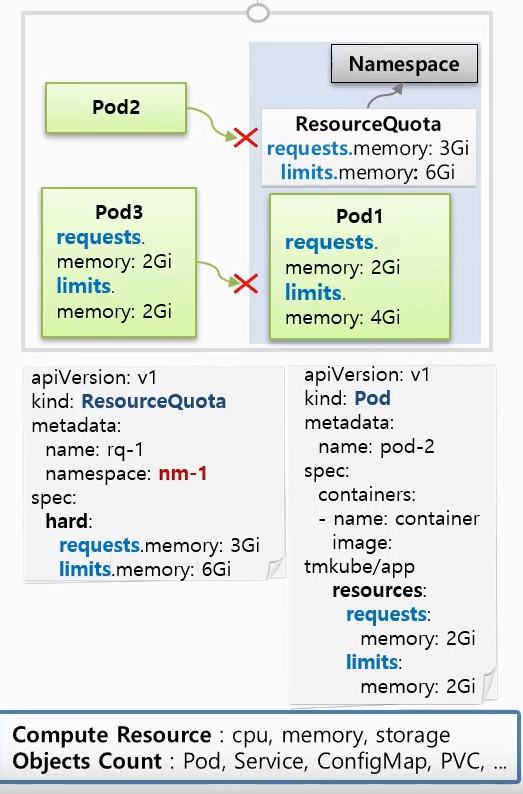 Namespace
Pod2
ResourceQuota
requests.memory: 3Gi
limits.memory: 6Gi
Pod3
requests.
memory: 2Gi
limits.
memory: 2Gi
Pod1
requests.
memory: 2Gi
limits.
memory: 4Gi
apiVersion: v1
kind: ResourceQuota
metadata:
name: rq-1
namespace: nm-1
spec:
hard:
requests.memory: 3Gi
limits.memory: 6Gi
apiVersion: v1
kind: Pod
metadata:
name: pod-2
spec:
containers:
- name: container
image:
tmkube/app
resources:
requests:
memory: 2Gi
limits:
memory: 2Gi
Compute Resource : cpu, memory, storage
Objects Count : Pod, Service, ConfigMap, PVC, ...